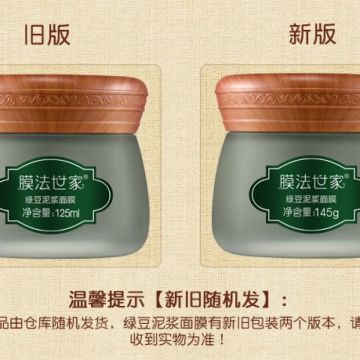 旧版
新版
膜法世家®
绿豆泥浆面膜
净含量:125ml
膜法世家®
绿豆泥浆面膜
净含量:145g
温馨提示【新旧随机发】:
品由仓库随机发货，绿豆泥浆面膜有新旧包装两个版本，请
收到实物为准！